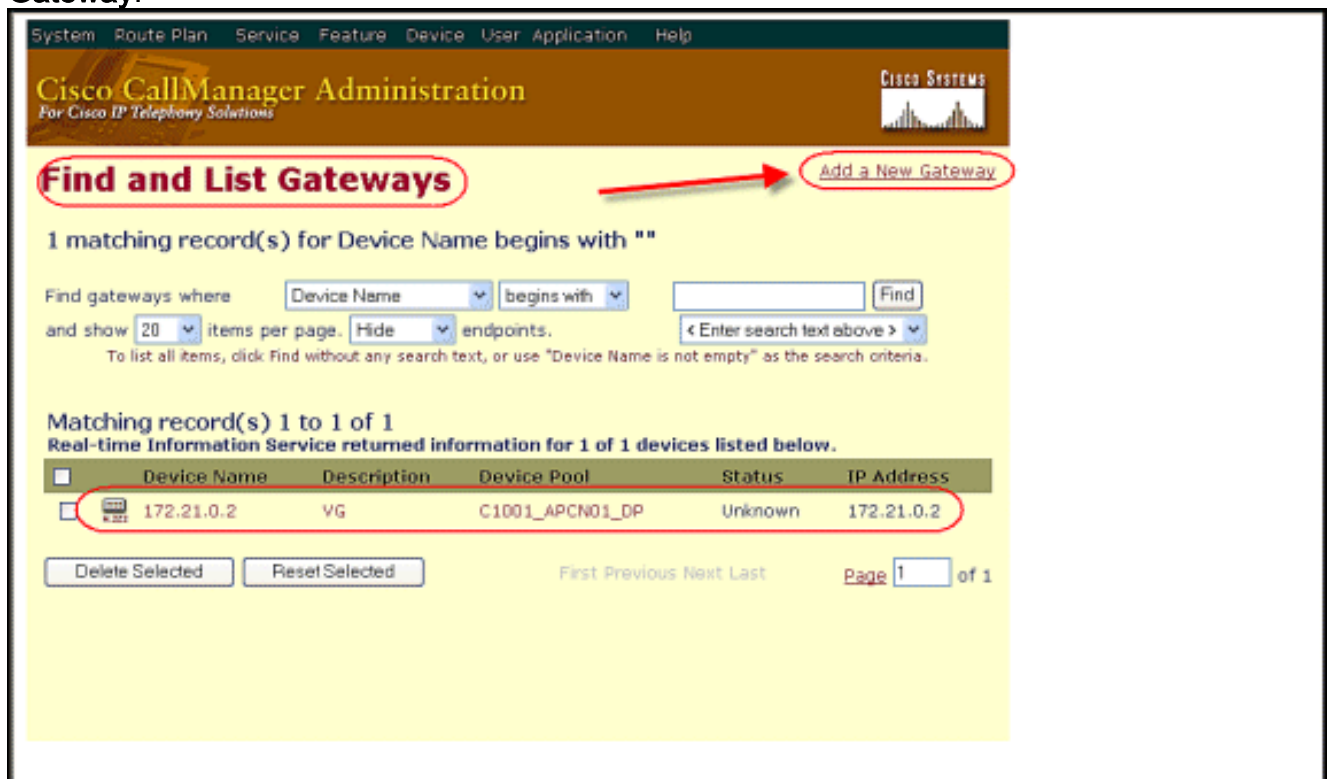 Gateway.
System Route Plan Service Feature Device User Application Help
Cisco CallManager Administration
For Cisco IP Telephony Solutions
CISCO SYSTEMS
Find and List Gateways
Add a New Gateway
1 matching record(s) for Device Name begins with ""
Find gateways where Device Name begins with Find
and show 20 items per page. Hide endpoints. < Enter search text above >
To list all items, click Find without any search text, or use "Device Name is not empty" as the search criteria.
Matching record(s) 1 to 1 of 1
Real-time Information Service returned information for 1 of 1 devices listed below.
Device Name Description Device Pool Status IP Address
H.323 172.21.0.2 VG C1001_APCN01_DP Unknown 172.21.0.2
Delete Selected Reset Selected First Previous Next Last Page 1 of 1